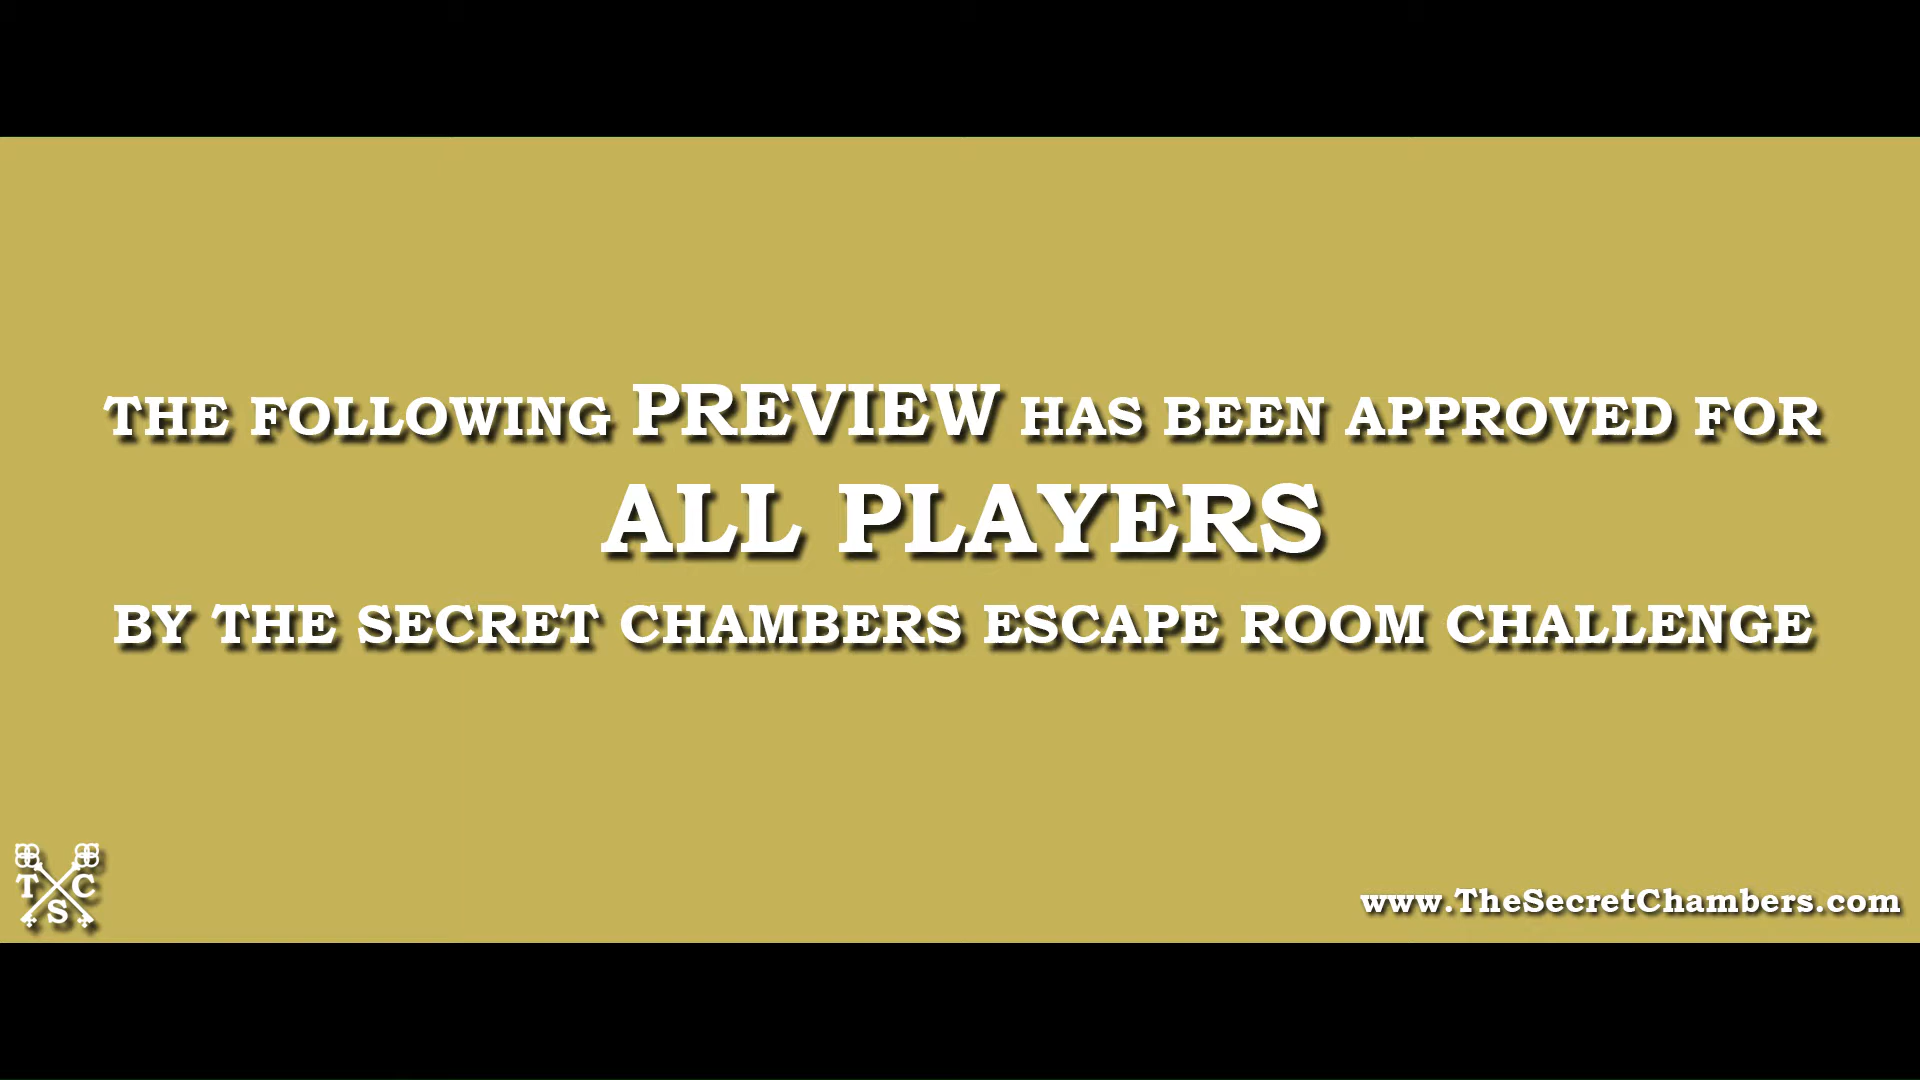 THE FOLLOWING PREVIEW HAS BEEN APPROVED FOR
ALL PLAYERS
BY THE SECRET CHAMBERS ESCAPE ROOM CHALLENGE
T C
S
www.TheSecretChambers.com